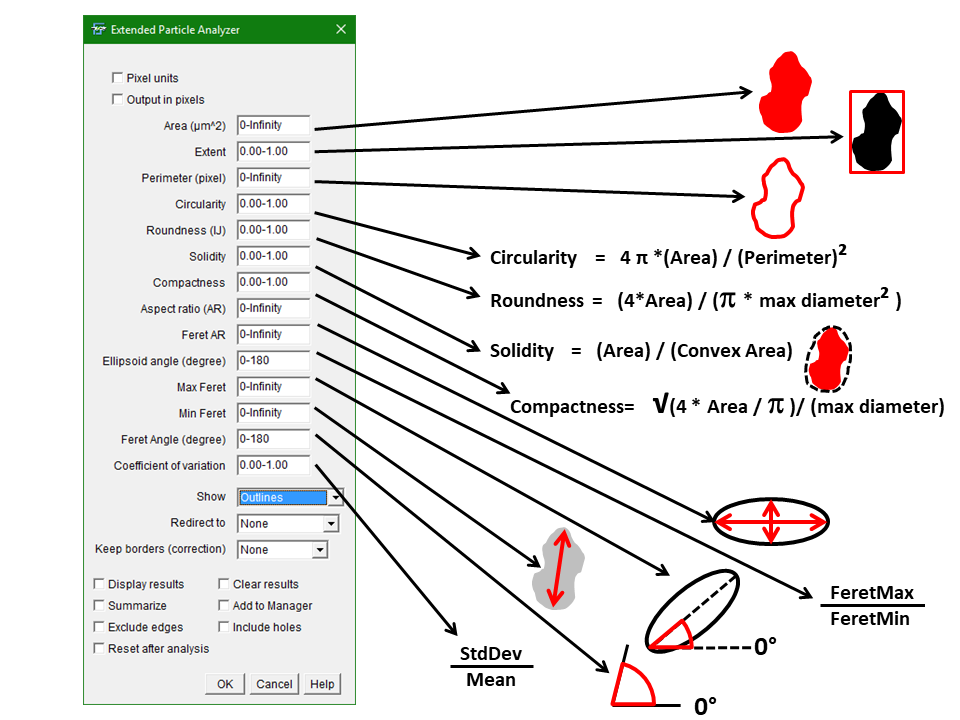 Extended Particle Analyzer
Pixel units
Output in pixels
Area (µm^2) 0-Infinity
Extent 0.00-1.00
Perimeter (pixel) 0-Infinity
Circularity 0.00-1.00
Roundness (IJ) 0.00-1.00
Solidity 0.00-1.00
Compactness 0.00-1.00
Aspect ratio (AR) 0-Infinity
Feret AR 0-Infinity
Ellipsoid angle (degree) 0-180
Max Feret 0-Infinity
Min Feret 0-Infinity
Feret Angle (degree) 0-180
Coefficient of variation 0.00-1.00
Show Outlines
Redirect to None
Keep borders (correction) None
Display results Clear results
Summarize Add to Manager
Exclude edges Include holes
Reset after analysis
OK Cancel Help
Circularity = 4 π *(Area) / (Perimeter)²
Roundness = (4*Area) / (π * max diameter² )
Solidity = (Area) / (Convex Area)
Compactness= √(4 * Area / π )/ (max diameter)
FeretMax
FeretMin
0°
StdDev
Mean
0°